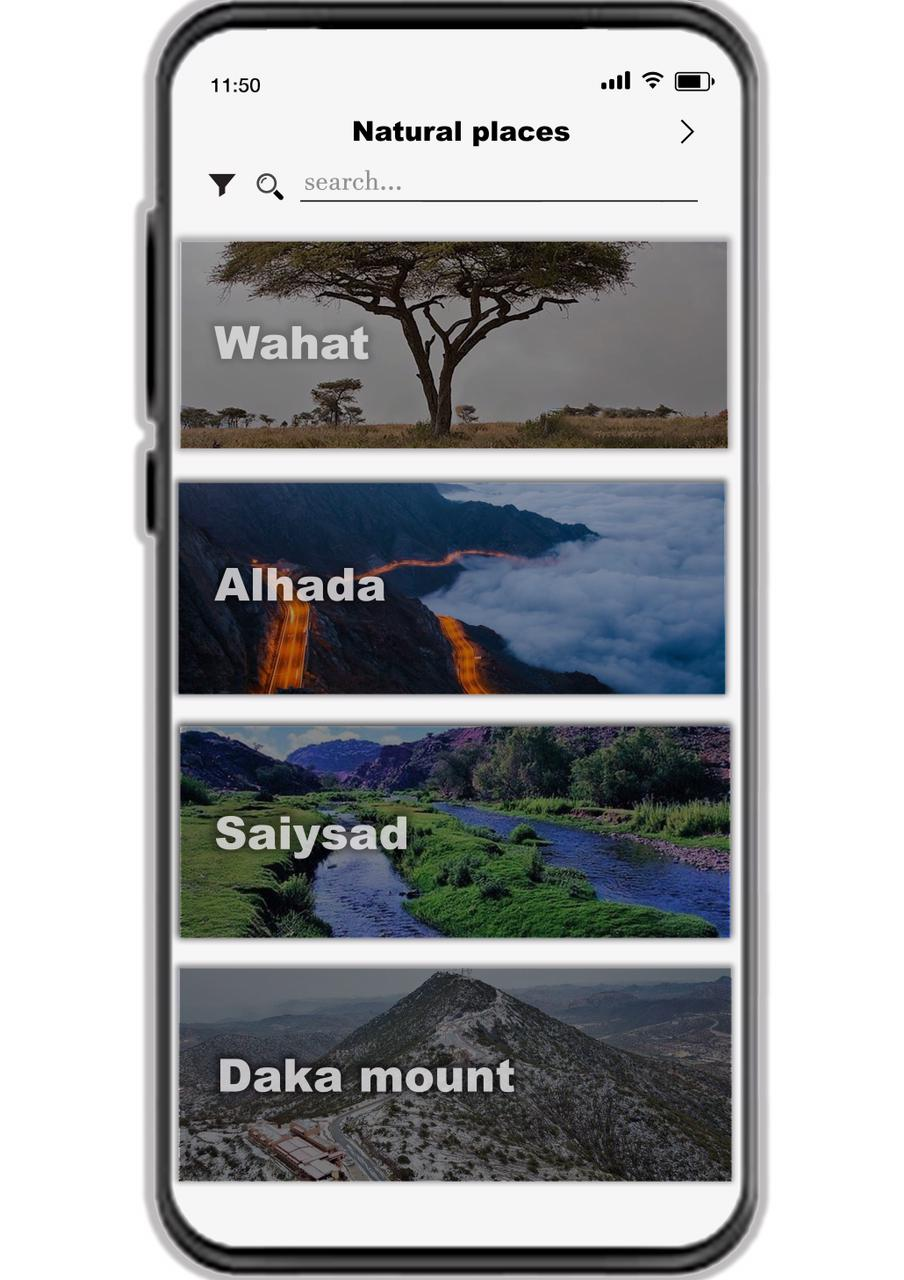 11:50
Natural places
search...
Wahat
Alhada
Saiysad
Daka mount